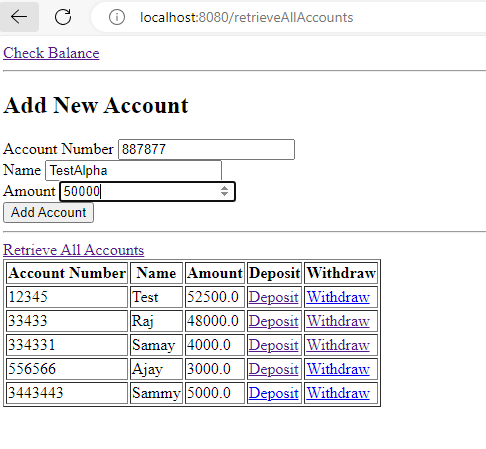 localhost:8080/retrieveAllAccounts
Check Balance
Add New Account
Account Number 887877
Name TestAlpha
Amount 50000
Add Account
Retrieve All Accounts
Account Number Name Amount Deposit Withdraw
12345 Test 52500.0 Deposit Withdraw
33433 Raj 48000.0 Deposit Withdraw
334331 Samay 4000.0 Deposit Withdraw
556566 Ajay 3000.0 Deposit Withdraw
3443443 Sammy 5000.0 Deposit Withdraw